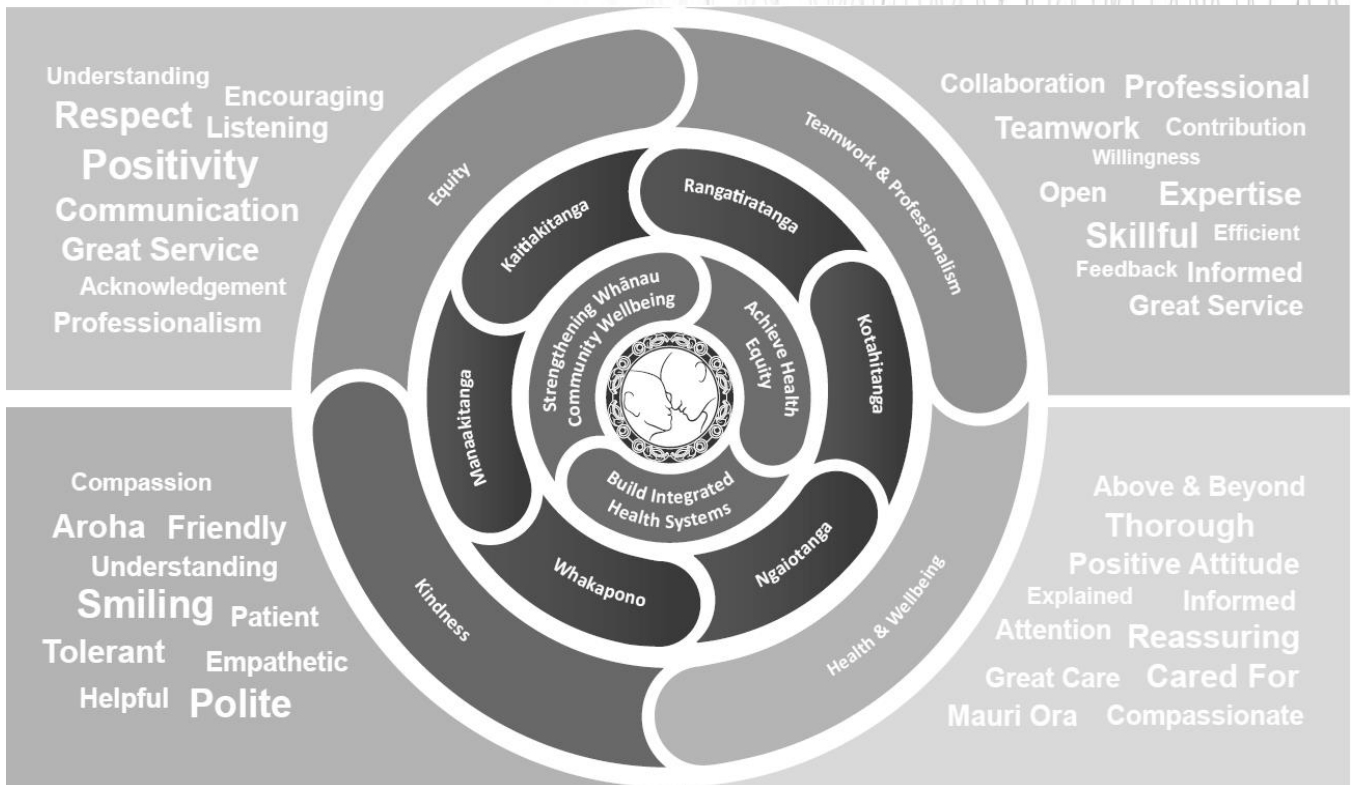 Understanding
Respect Encouraging
Listening
Positivity
Communication
Great Service
Acknowledgement
Professionalism
Collaboration Professional
Teamwork Contribution
Willingness
Open Expertise
Skillful Efficient
Feedback Informed
Great Service
Equity
Teamwork & Professionalism
Kaitiakitanga
Rangatiratanga
Strengthening Whānau
Community Wellbeing
Achieve Health
Equity
Kotahitanga
Manaakitanga
Build Integrated
Health Systems
Whakapono
Ngaiotanga
Kindness
Health & Wellbeing
Compassion
Aroha Friendly
Understanding
Smiling Patient
Tolerant Empathetic
Helpful Polite
Above & Beyond
Thorough
Positive Attitude
Explained Informed
Attention Reassuring
Great Care Cared For
Mauri Ora Compassionate